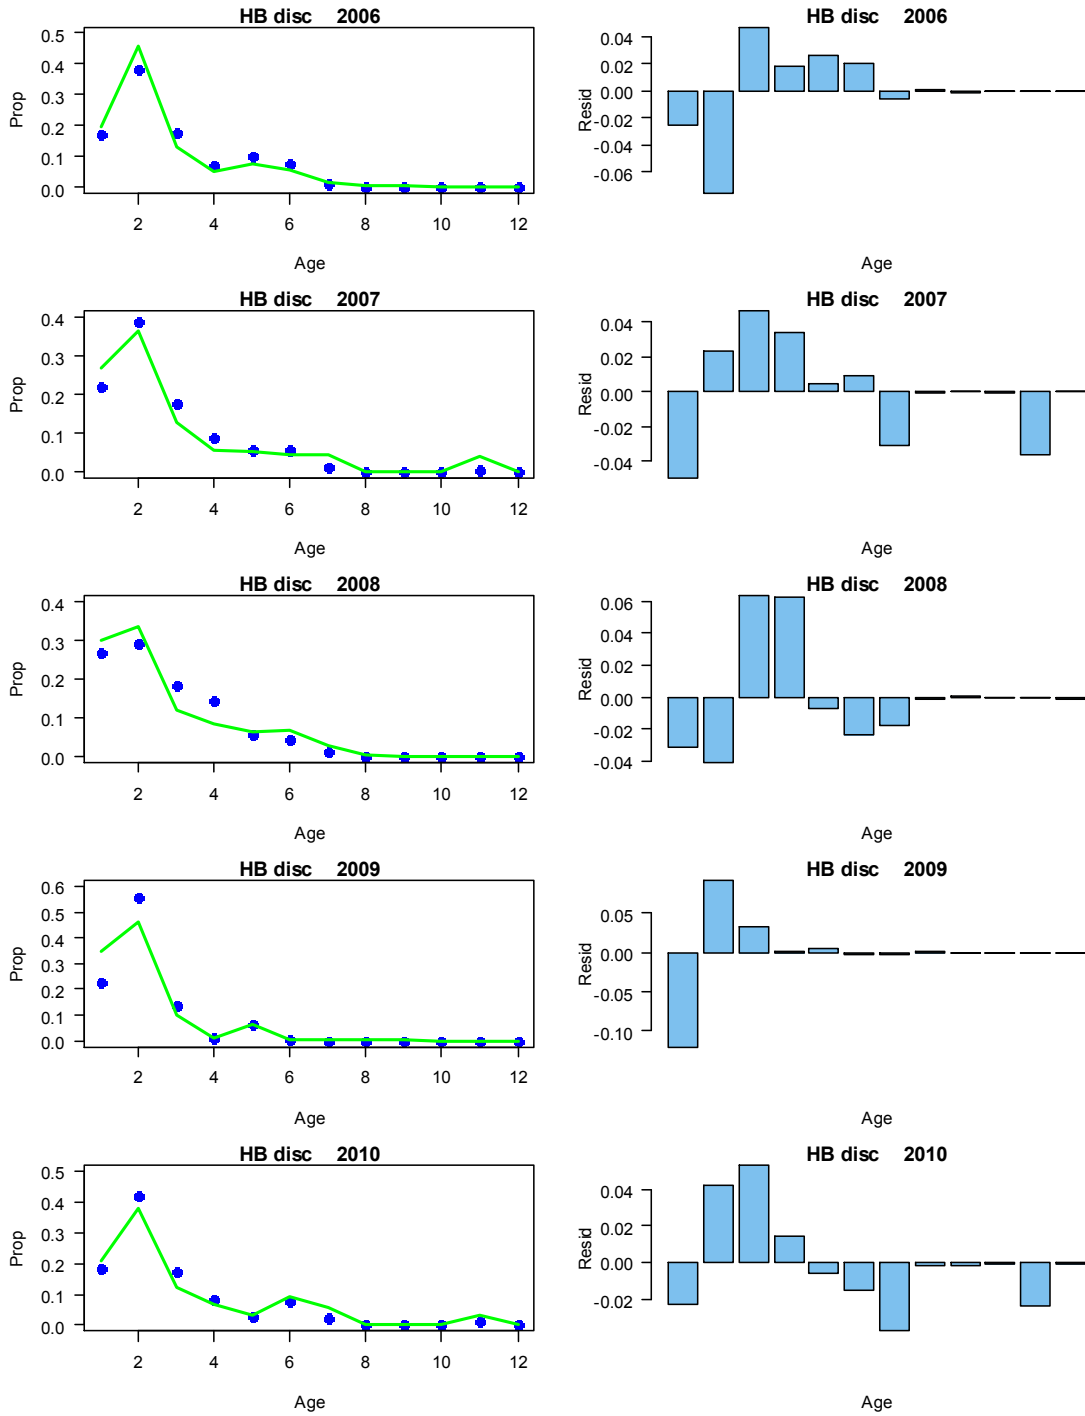 HB disc 2006
Prop
0.5
0.4
0.3
0.2
0.1
0.0
2 4 6 8 10 12
Age
HB disc 2006
Resid
0.04
0.02
0.00
-0.02
-0.04
-0.06
Age
HB disc 2007
Prop
0.4
0.3
0.2
0.1
0.0
2 4 6 8 10 12
Age
HB disc 2007
Resid
0.04
0.02
0.00
-0.02
-0.04
Age
HB disc 2008
Prop
0.4
0.3
0.2
0.1
0.0
2 4 6 8 10 12
Age
HB disc 2008
Resid
0.06
0.04
0.02
0.00
-0.02
-0.04
Age
HB disc 2009
Prop
0.6
0.5
0.4
0.3
0.2
0.1
0.0
2 4 6 8 10 12
Age
HB disc 2009
Resid
0.05
0.00
-0.05
-0.10
Age
HB disc 2010
Prop
0.5
0.4
0.3
0.2
0.1
0.0
2 4 6 8 10 12
Age
HB disc 2010
Resid
0.04
0.02
0.00
-0.02
Age